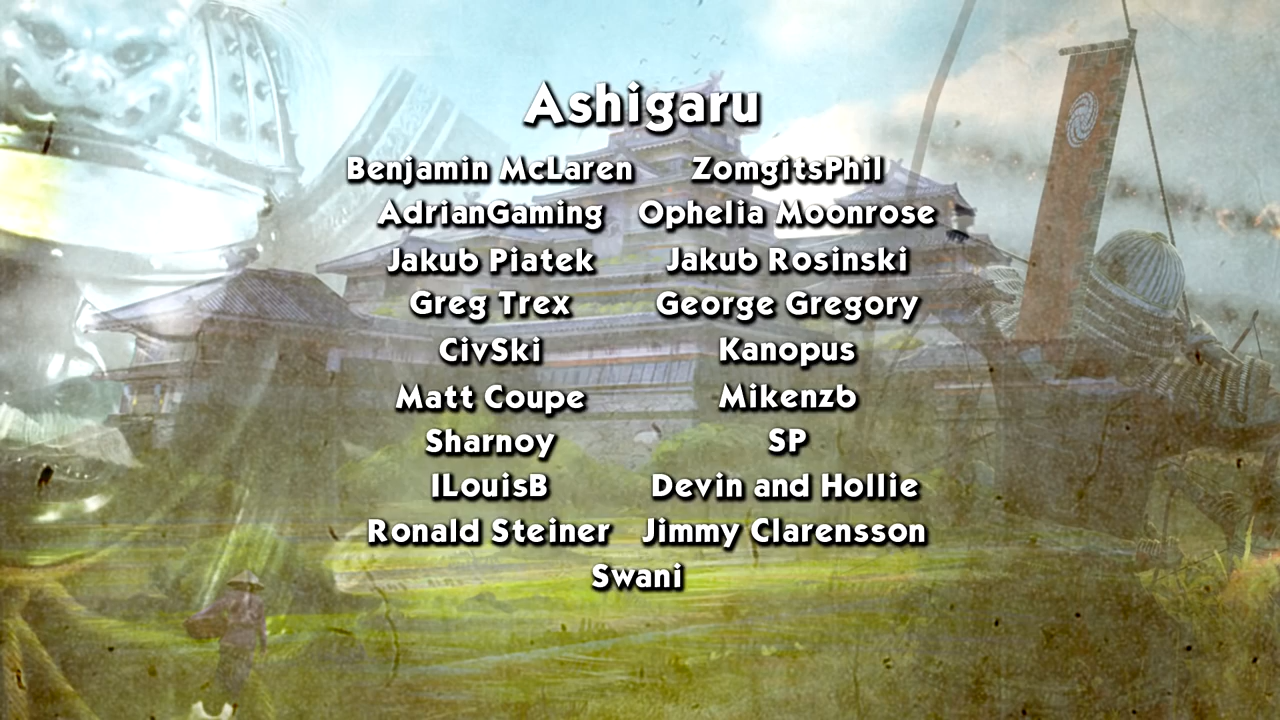 Ashigaru
Benjamin McLaren ZomgitsPhil
AdrianGaming Ophelia Moonrose
Jakub Piatek Jakub Rosinski
Greg Trex George Gregory
CivSki Kanopus
Matt Coupe Mikenzb
Sharnoy SP
ILouisB Devin and Hollie
Ronald Steiner Jimmy Clarensson
Swani